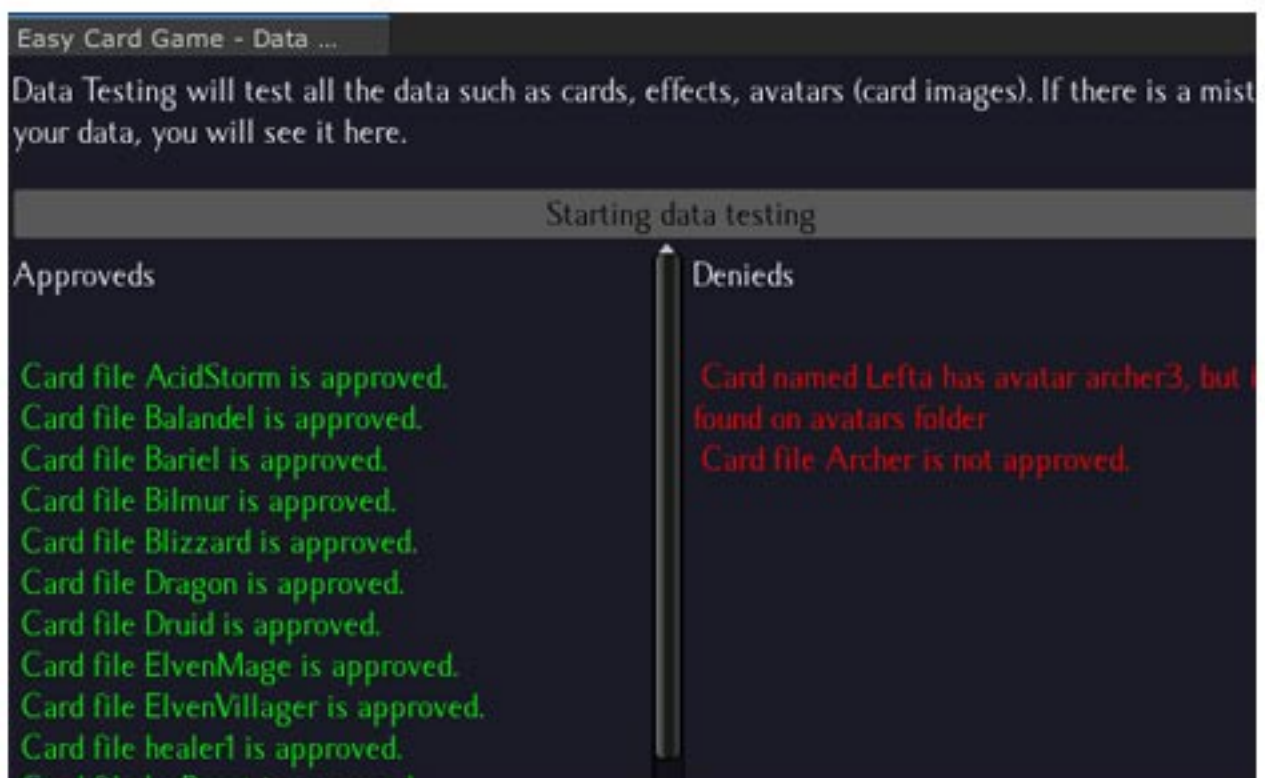 Easy Card Game - Data ...
Data Testing will test all the data such as cards, effects, avatars (card images). If there is a mist
your data, you will see it here.
Starting data testing
Approveds
Card file AcidStorm is approved.
Card file Balandel is approved.
Card file Bariel is approved.
Card file Bilmur is approved.
Card file Blizzard is approved.
Card file Dragon is approved.
Card file Druid is approved.
Card file ElvenMage is approved.
Card file ElvenVillager is approved.
Card file healer1 is approved.
Denieds
Card named Lefta has avatar archer3, but
found on avatars folder
Card file Archer is not approved.